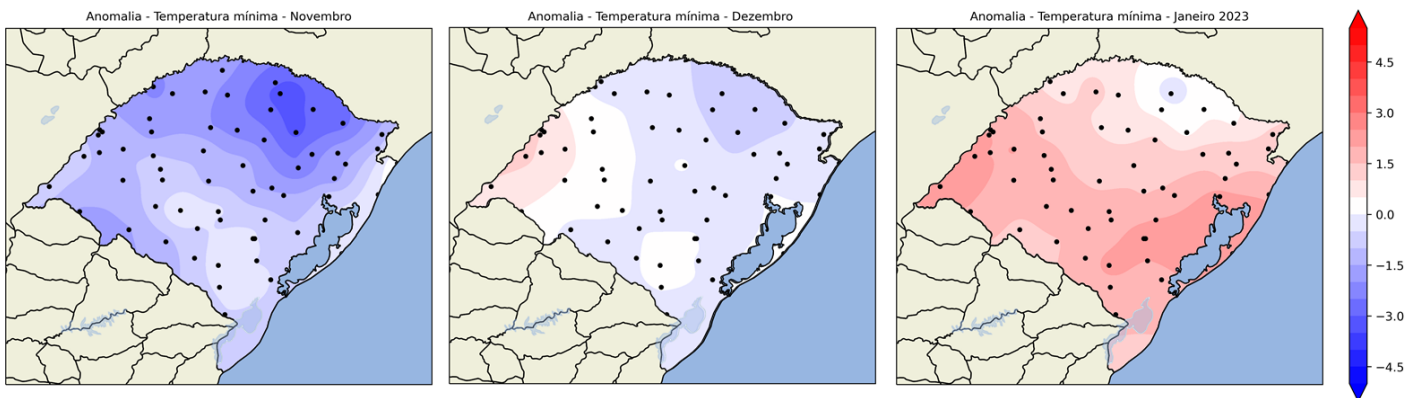 Anomalia - Temperatura mínima - Novembro
Anomalia - Temperatura mínima - Dezembro
Anomalia - Temperatura mínima - Janeiro 2023
4.5
3.0
1.5
0.0
−1.5
−3.0
−4.5